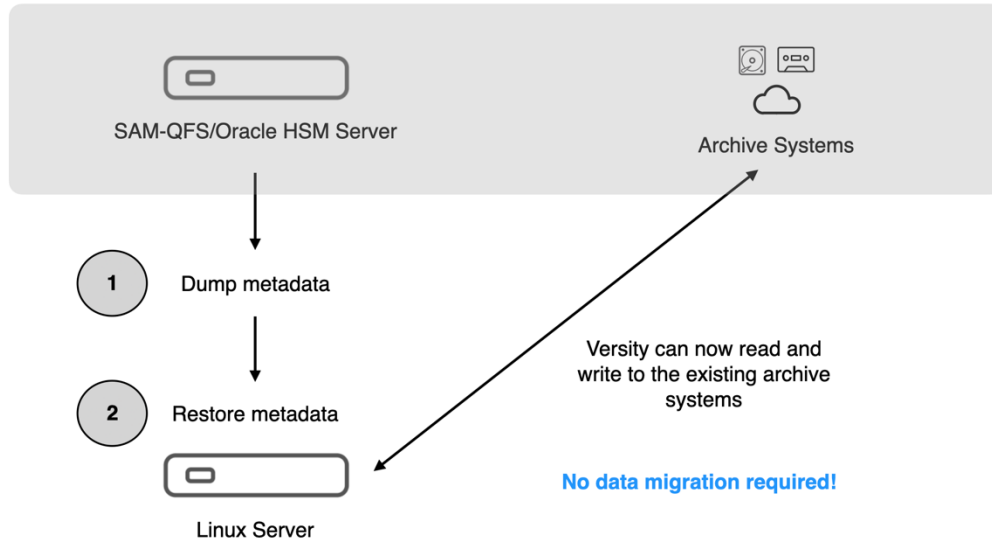 SAM-QFS/Oracle HSM Server
Archive Systems
1
Dump metadata
Versity can now read and
write to the existing archive
systems
2
Restore metadata
No data migration required!
Linux Server